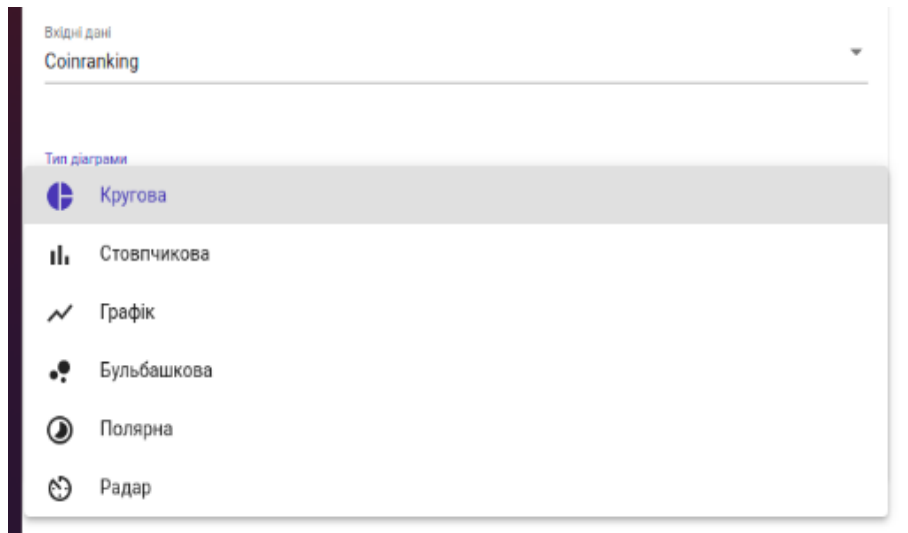 Вхідні дані
Coinranking
Тип діаграми
Кругова
Стовпчикова
Графік
Бульбашкова
Полярна
Радар